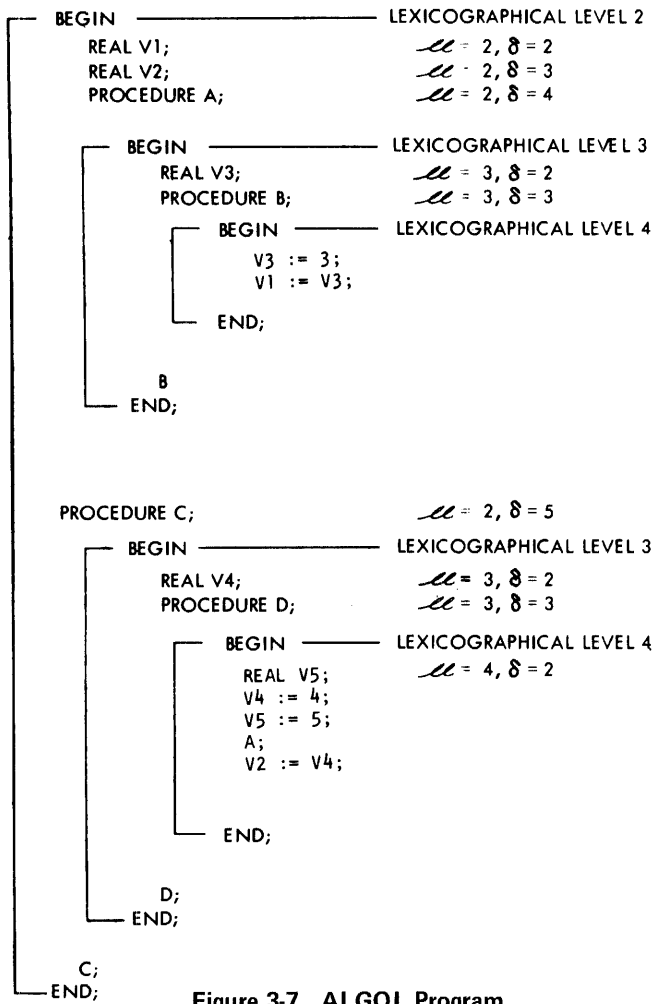 BEGIN LEXICOGRAPHICAL LEVEL 2
REAL V1; ℓℓ = 2, δ = 2
REAL V2; ℓℓ - 2, δ = 3
PROCEDURE A; ℓℓ = 2, δ = 4
BEGIN LEXICOGRAPHICAL LEVEL 3
REAL V3; ℓℓ = 3, δ = 2
PROCEDURE B; ℓℓ = 3, δ = 3
BEGIN LEXICOGRAPHICAL LEVEL 4
V3 := 3;
V1 := V3;
END;
B
END;
PROCEDURE C; ℓℓ = 2, δ = 5
BEGIN LEXICOGRAPHICAL LEVEL 3
REAL V4; ℓℓ = 3, δ = 2
PROCEDURE D; ℓℓ = 3, δ = 3
BEGIN LEXICOGRAPHICAL LEVEL 4
REAL V5; ℓℓ = 4, δ = 2
V4 := 4;
V5 := 5;
A;
V2 := V4;
END;
D;
END;
C;
END;
Figure 3-7 ALGOL Program